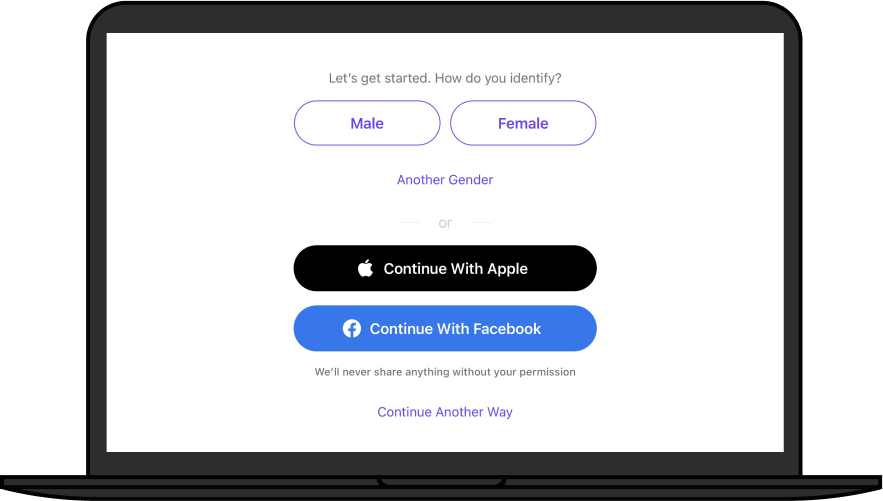 Let's get started. How do you identify?
Male
Female
Another Gender
or
Continue With Apple
Continue With Facebook
We'll never share anything without your permission
Continue Another Way